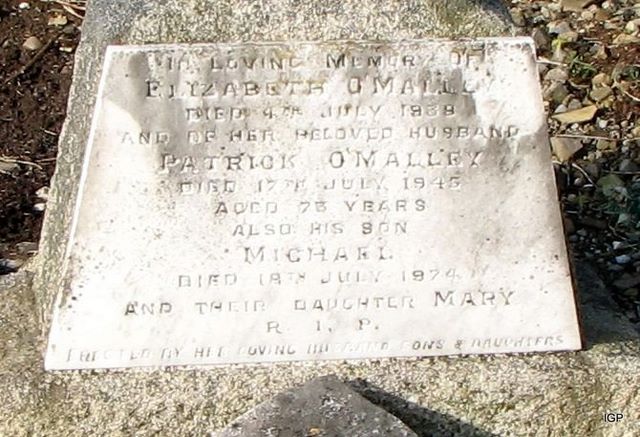 IN LOVING MEMORY OF
ELIZABETH O'MALLEY
DIED 4TH JULY 1939
AND OF HER BELOVED HUSBAND
PATRICK O'MALLEY
DIED 17TH JULY 1945
AGED 73 YEARS
ALSO HIS SON
MICHAEL
DIED 18TH JULY 1974
AND THEIR DAUGHTER MARY
R. I. P.
ERECTED BY HER LOVING HUSBAND SONS & DAUGHTERS
IGP